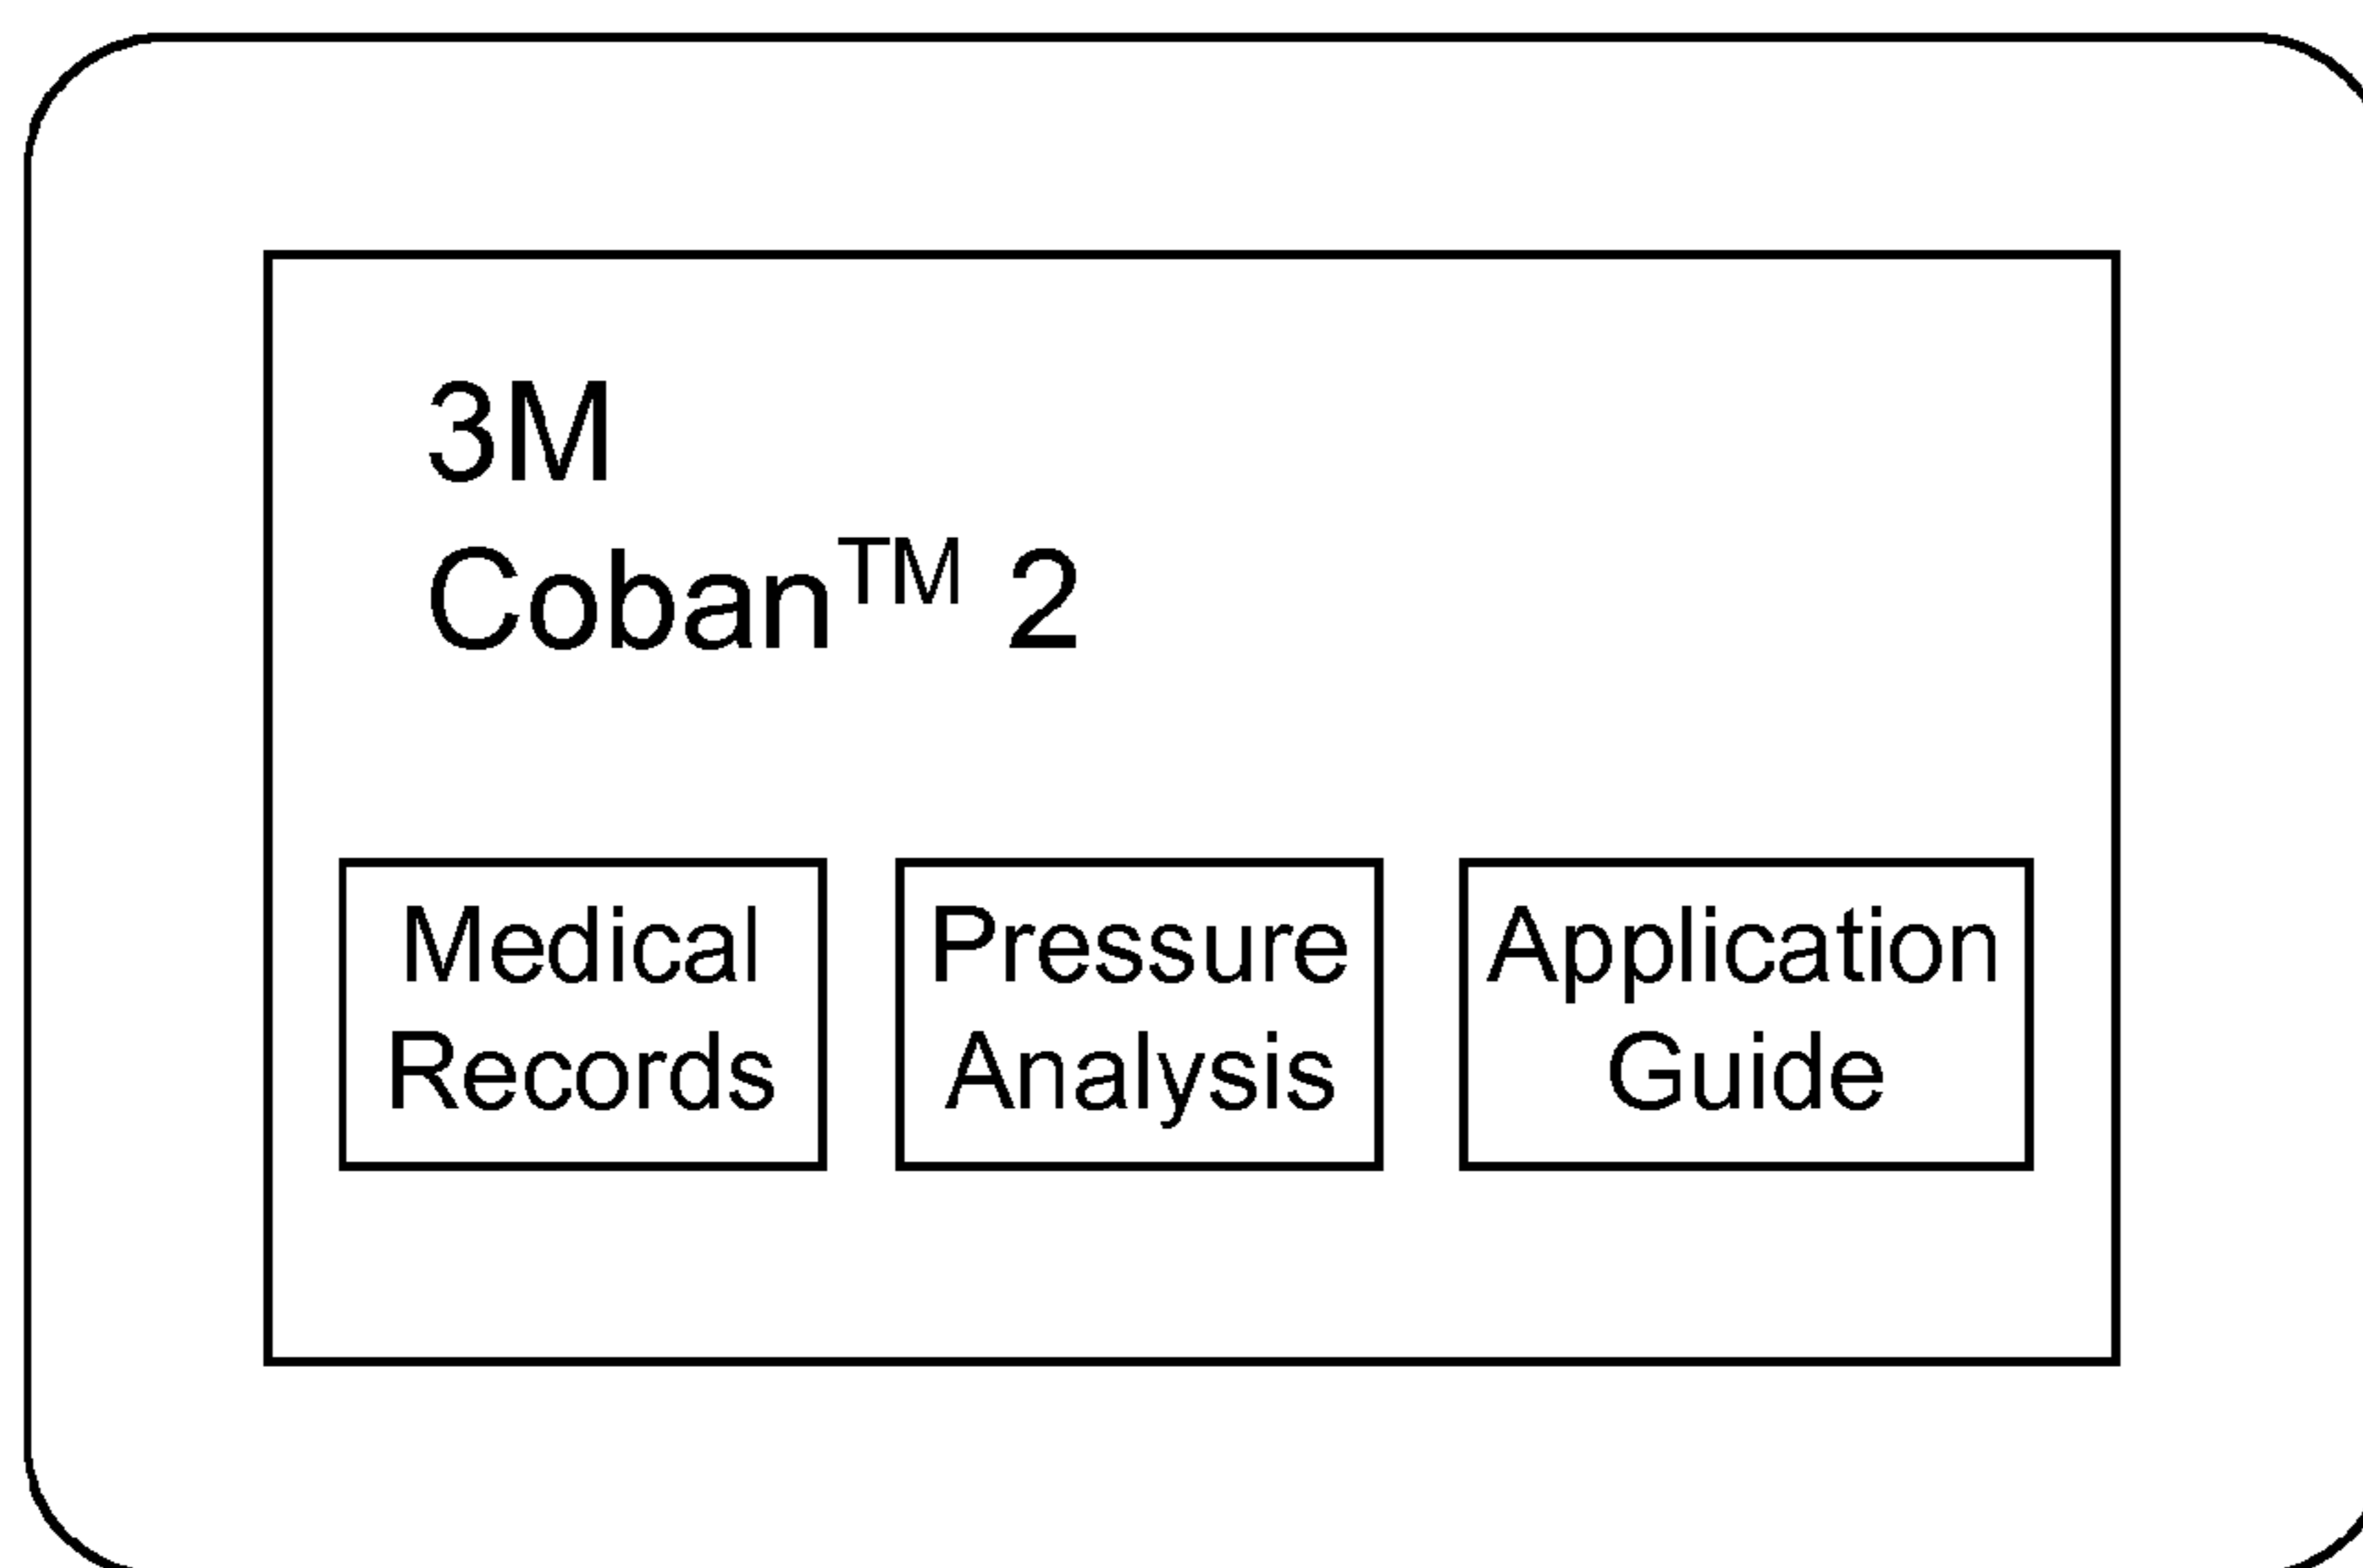 3M
Coban™ 2
Medical
Records
Pressure
Analysis
Application
Guide